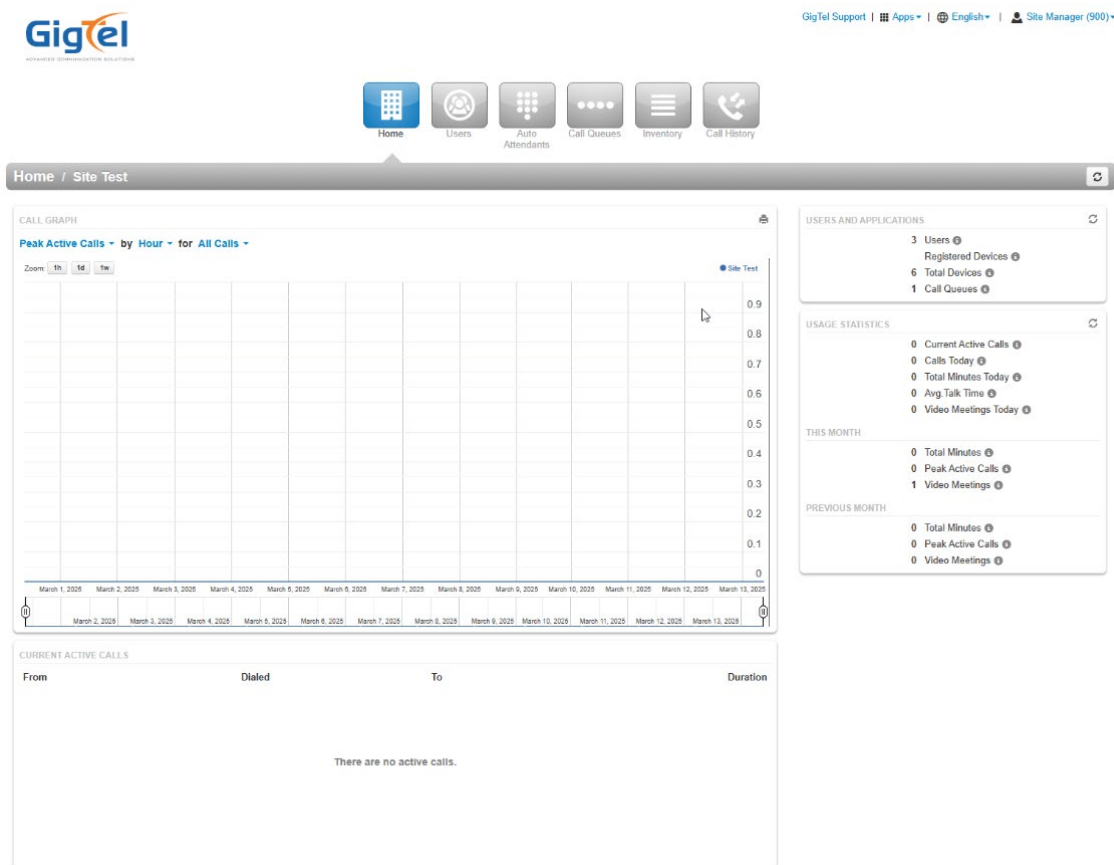 GigTel
ADVANCED COMMUNICATION SOLUTIONS
GigTel Support | Apps | English | Site Manager (900)
Home
Users
Auto Attendants
Call Queues
Inventory
Call History
Home / Site Test
CALL GRAPH
Peak Active Calls by Hour for All Calls
Zoom: 1h 1d 1w
Site Test
0.9
0.8
0.7
0.6
0.5
0.4
0.3
0.2
0.1
0
March 1, 2025 March 2, 2025 March 3, 2025 March 4, 2025 March 5, 2025 March 6, 2025 March 7, 2025 March 8, 2025 March 9, 2025 March 10, 2025 March 11, 2025 March 12, 2025 March 13, 2025
March 2, 2025 March 3, 2025 March 4, 2025 March 5, 2025 March 6, 2025 March 7, 2025 March 8, 2025 March 9, 2025 March 10, 2025 March 11, 2025 March 12, 2025 March 13, 2025
CURRENT ACTIVE CALLS
From Dialed To Duration
There are no active calls.
USERS AND APPLICATIONS
3 Users
Registered Devices
6 Total Devices
1 Call Queues
USAGE STATISTICS
0 Current Active Calls
0 Calls Today
0 Total Minutes Today
0 Avg.Talk Time
0 Video Meetings Today
THIS MONTH
0 Total Minutes
0 Peak Active Calls
1 Video Meetings
PREVIOUS MONTH
0 Total Minutes
0 Peak Active Calls
0 Video Meetings